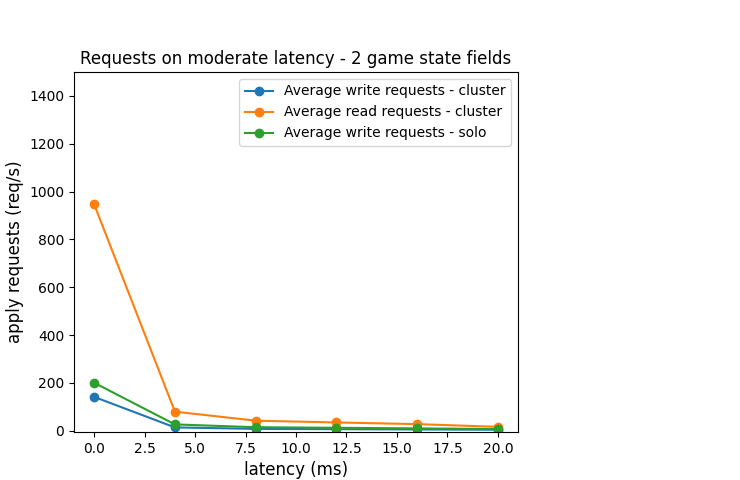 Requests on moderate latency - 2 game state fields
Average write requests - cluster
Average read requests - cluster
Average write requests - solo
1400
1200
1000
800
600
400
200
0
apply requests (req/s)
0.0 2.5 5.0 7.5 10.0 12.5 15.0 17.5 20.0
latency (ms)